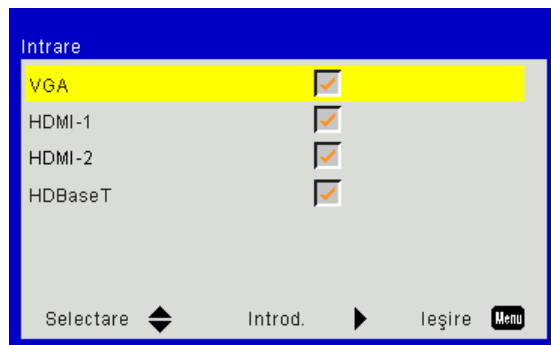 Intrare
VGA
HDMI-1
HDMI-2
HDBaseT
Selectare Introd. Ieşire Menu